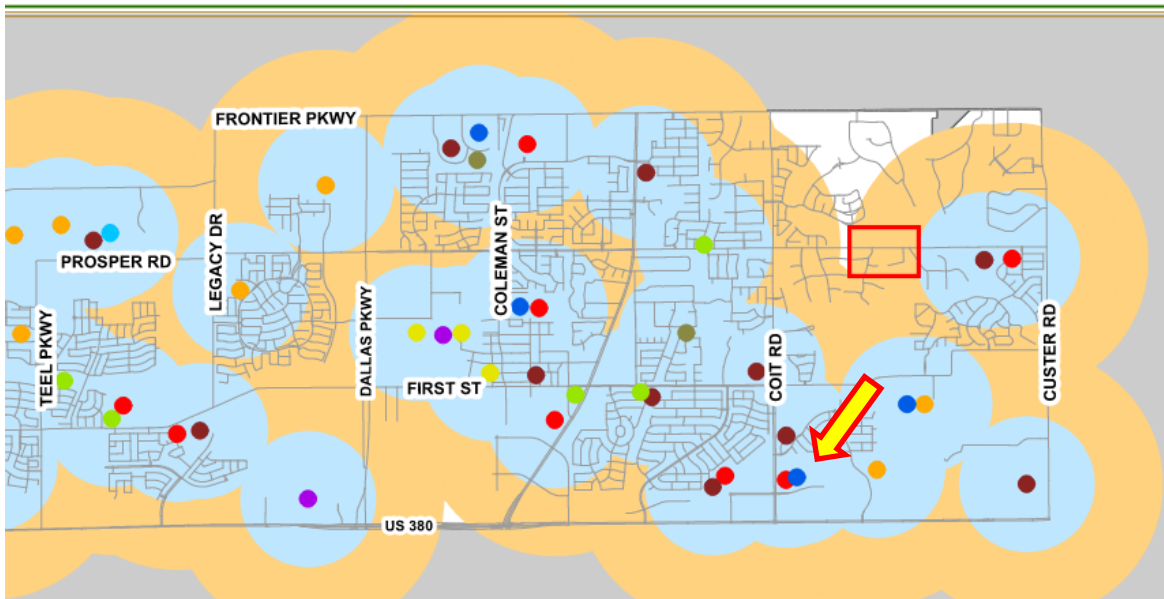 FRONTIER PKWY
COLEMAN ST
LEGACY DR
PROSPER RD
DALLAS PKWY
TEEL PKWY
FIRST ST
COIT RD
CUSTER RD
US 380